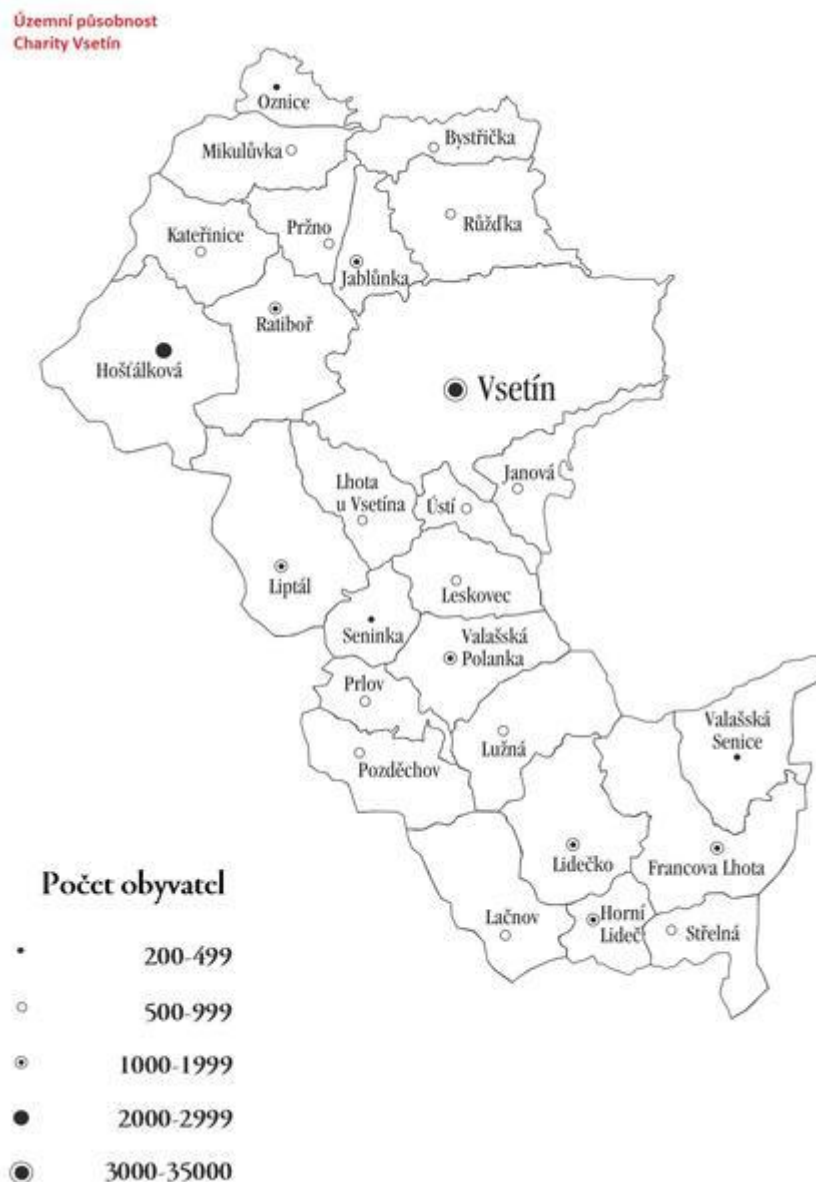 Územní působnost
Charity Vsetín
Oznice
Mikulůvka
Bystřička
Kateřinice
Pržno
Růžďka
Jablůnka
Ratiboř
Hošťálková
Vsetín
Lhota
u Vsetína
Janová
Ústí
Liptál
Leskovec
Seninka
Valašská
Polanka
Prlov
Lužná
Valašská
Senice
Pozděchov
Lidečko
Francova Lhota
Lačnov
Horní
Lideč
Střelná
Počet obyvatel
200-499
500-999
1000-1999
2000-2999
3000-35000